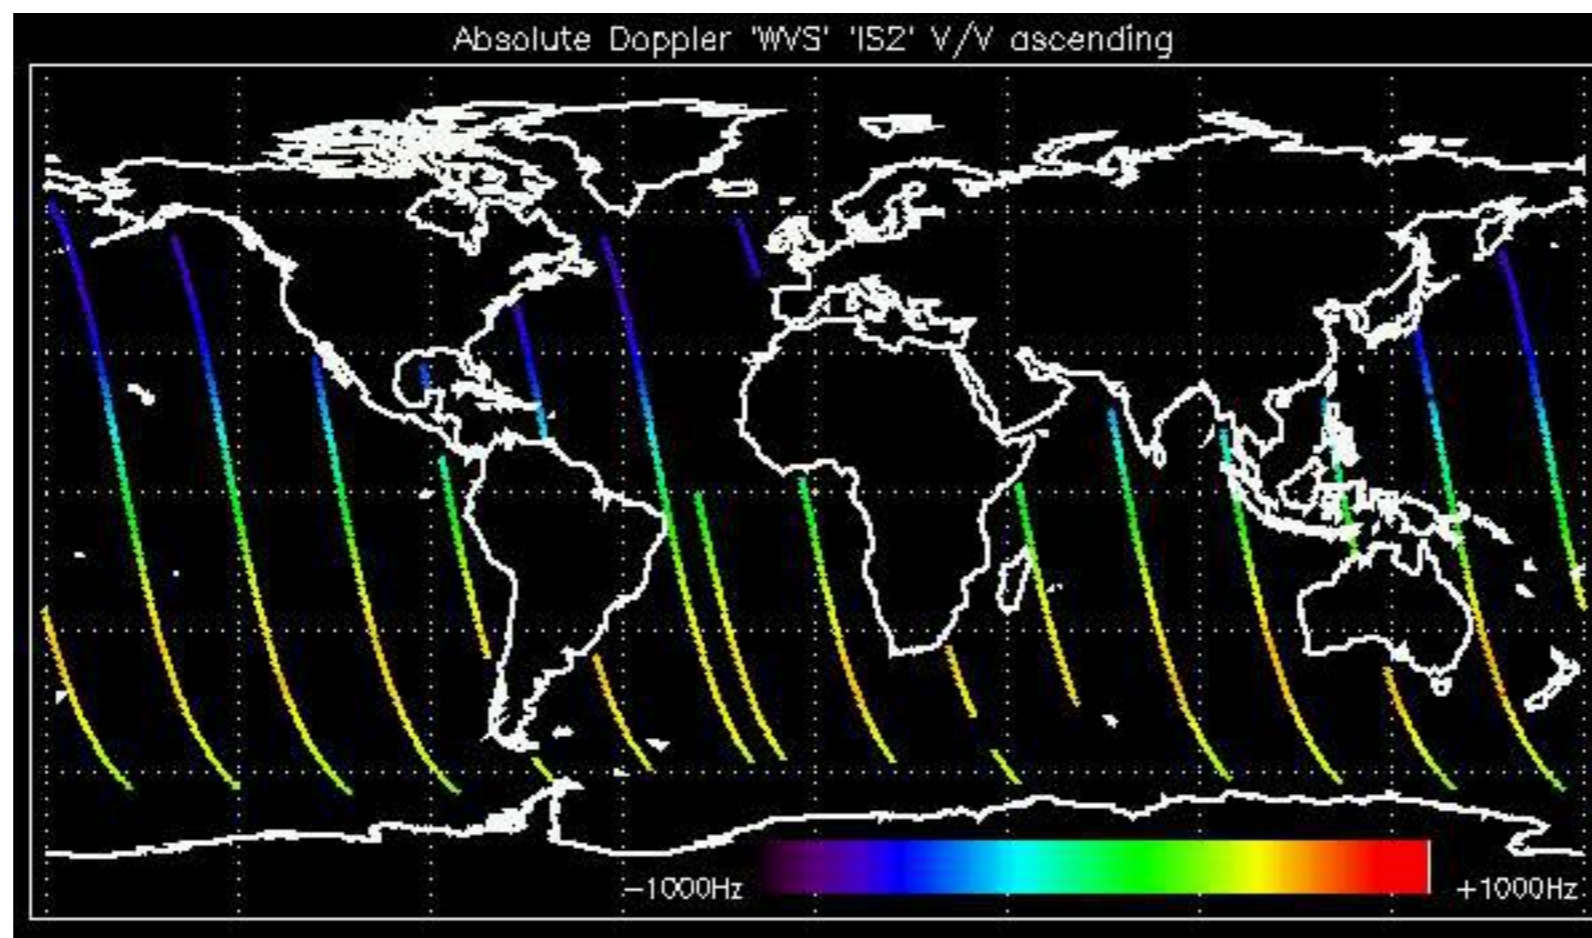 Absolute Doppler 'WVS' 'IS2' V/V ascending
-1000Hz +1000Hz